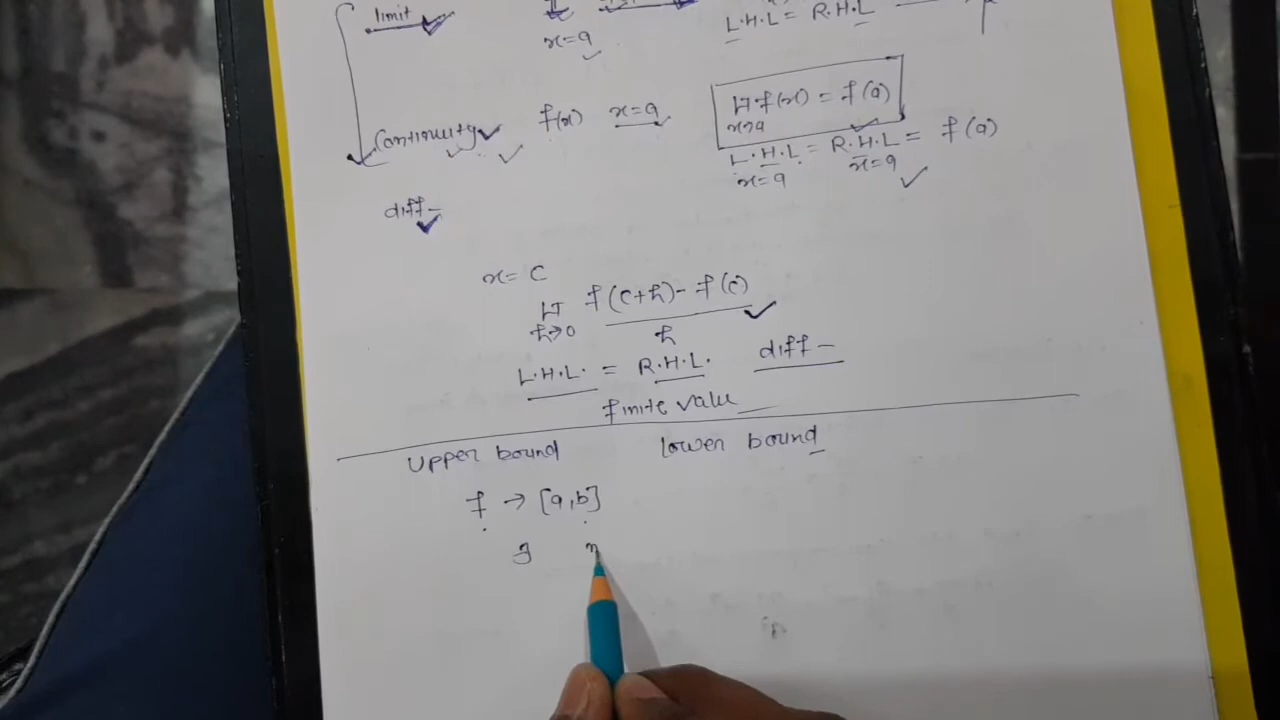 limit
x=a
L.H.L = R.H.L
Continuity f(x) x=a
Lt f(x) = f(a)
x→a
L.H.L = R.H.L = f(a)
x=a x=a
diff-
x= c
Lt f(c+h)- f(c)
h→0 h
L.H.L. = R.H.L. diff-
finite value
upper bound lower bound
f → [a,b]